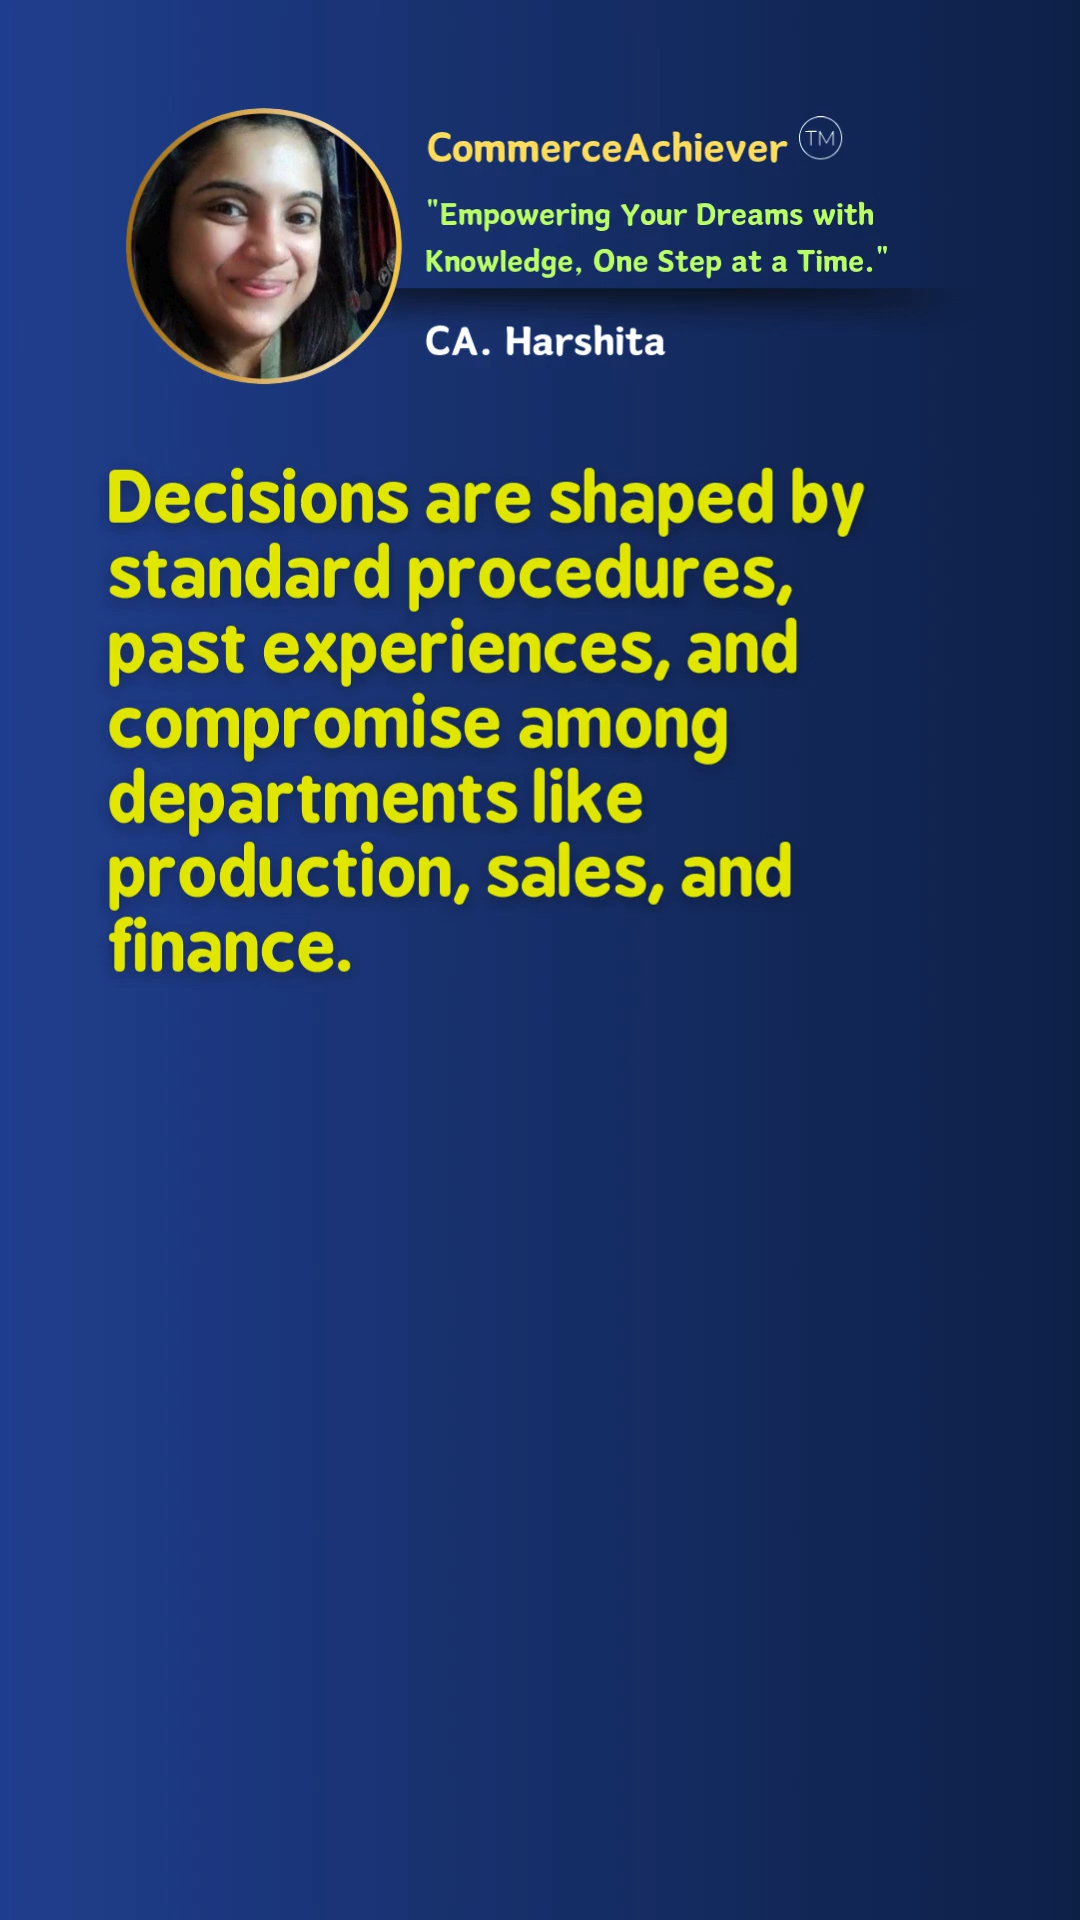 CommerceAchiever TM
"Empowering Your Dreams with
Knowledge, One Step at a Time."
CA. Harshita
Decisions are shaped by
standard procedures,
past experiences, and
compromise among
departments like
production, sales, and
finance.